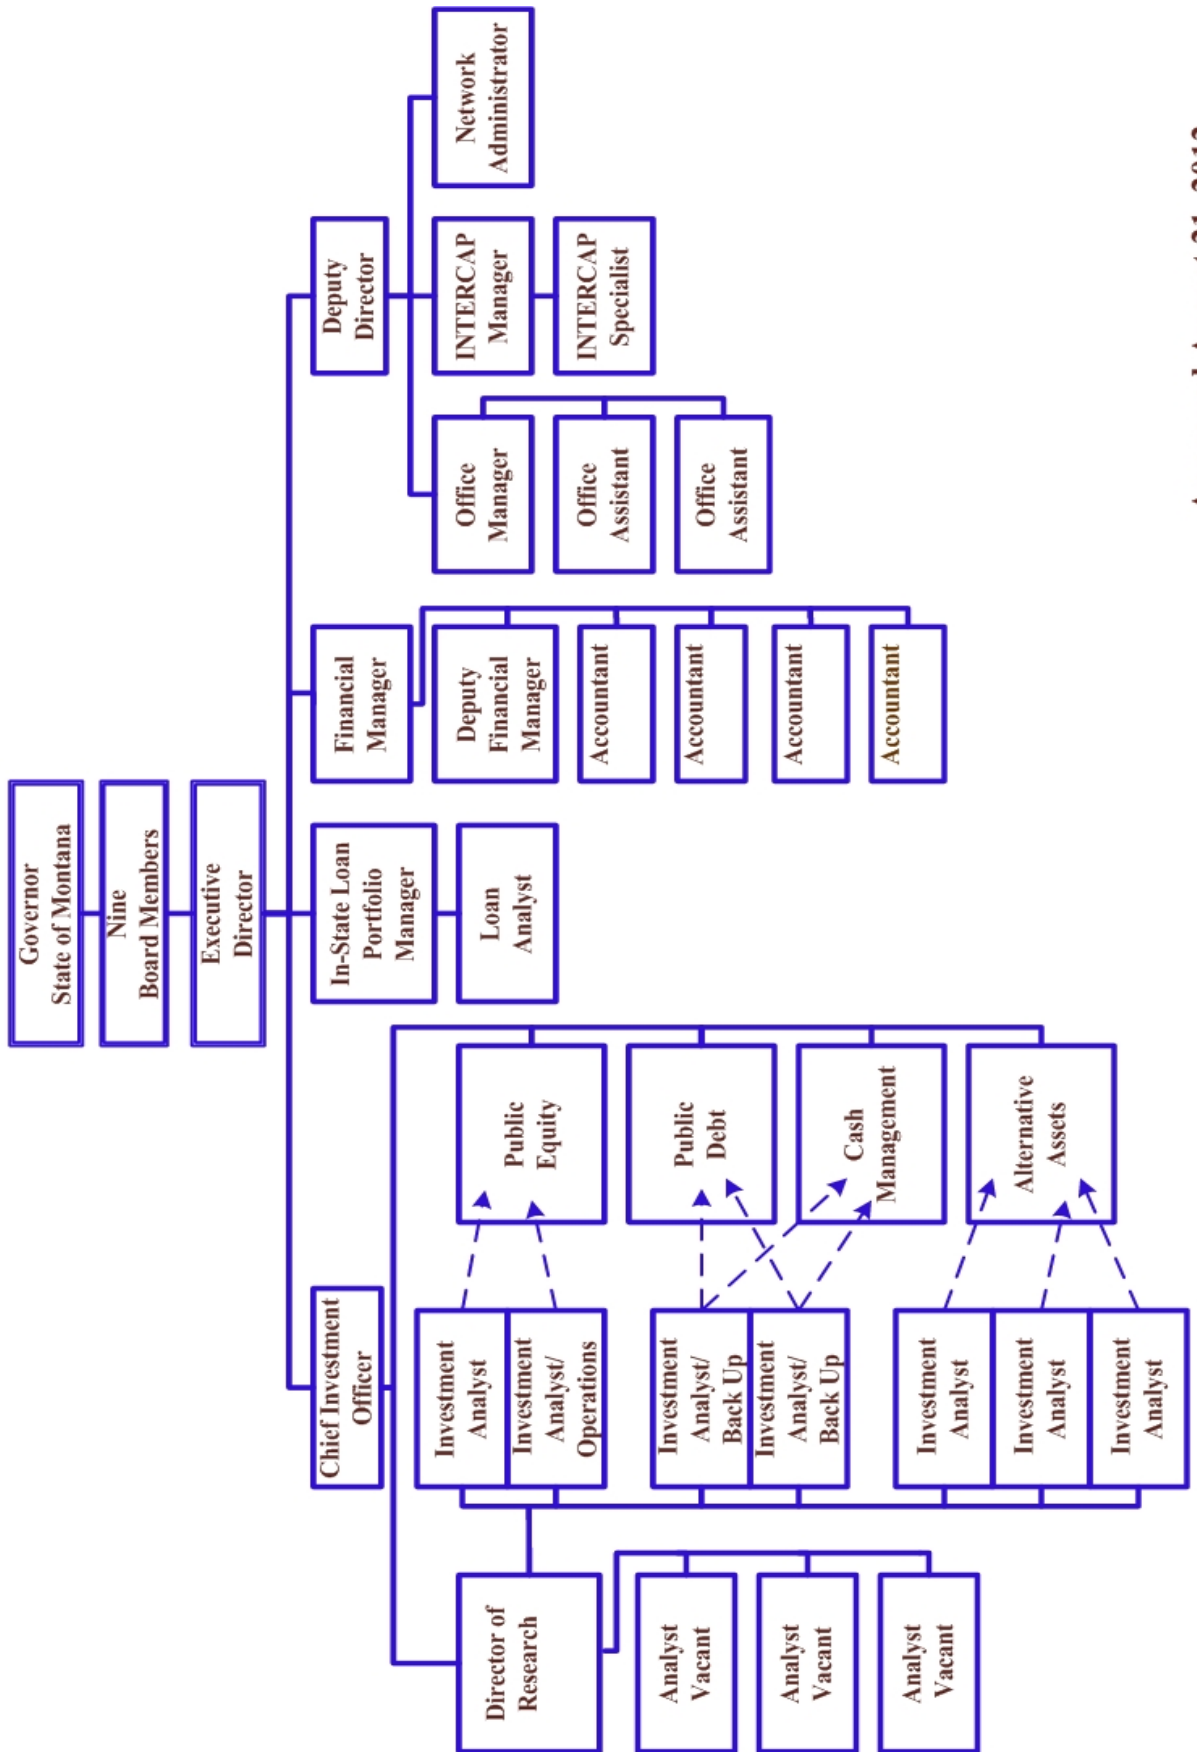 Governor
State of Montana
Nine
Board Members
Executive
Director
Chief Investment
Officer
In-State Loan
Portfolio
Manager
Financial
Manager
Deputy
Director
Director of
Research
Analyst
Vacant
Analyst
Vacant
Analyst
Vacant
Investment
Analyst
Investment
Analyst/
Operations
Investment
Analyst/
Back Up
Investment
Analyst/
Back Up
Investment
Analyst
Investment
Analyst
Investment
Analyst
Public
Equity
Public
Debt
Cash
Management
Alternative
Assets
Loan
Analyst
Deputy
Financial
Manager
Accountant
Accountant
Accountant
Accountant
Office
Manager
Office
Assistant
Office
Assistant
INTERCAP
Manager
INTERCAP
Specialist
Network
Administrator